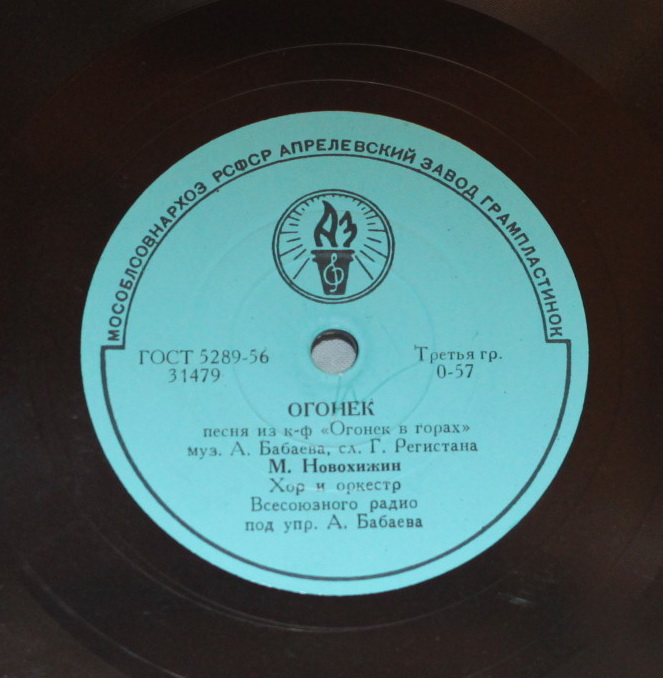 МОСОБЛСОВНАРХОЗ РСФСР АПРЕЛЕВСКИЙ ЗАВОД ГРАМПЛАСТИНОК
АЗ
ГОСТ 5289-56
31479
Третья гр.
0-57
ОГОНЕК
песня из к-ф «Огонек в горах»
муз. А. Бабаева, сл. Г. Регистана
М. Новохижин
Хор и оркестр
Всесоюзного радио
под упр. А. Бабаева